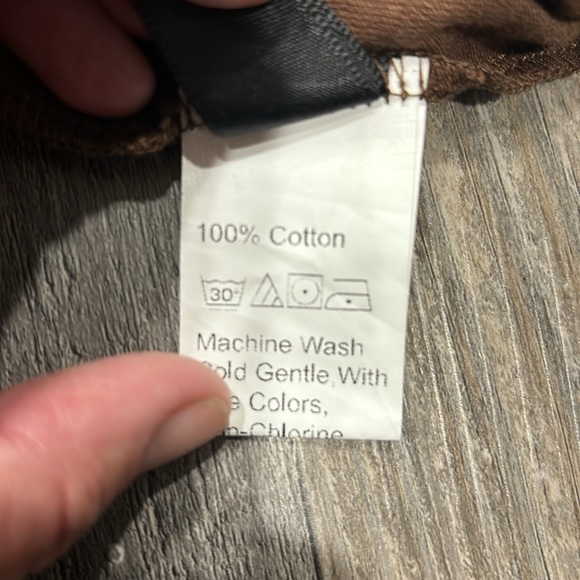 100% Cotton
30°
Machine Wash
Gentle, With
Colors,